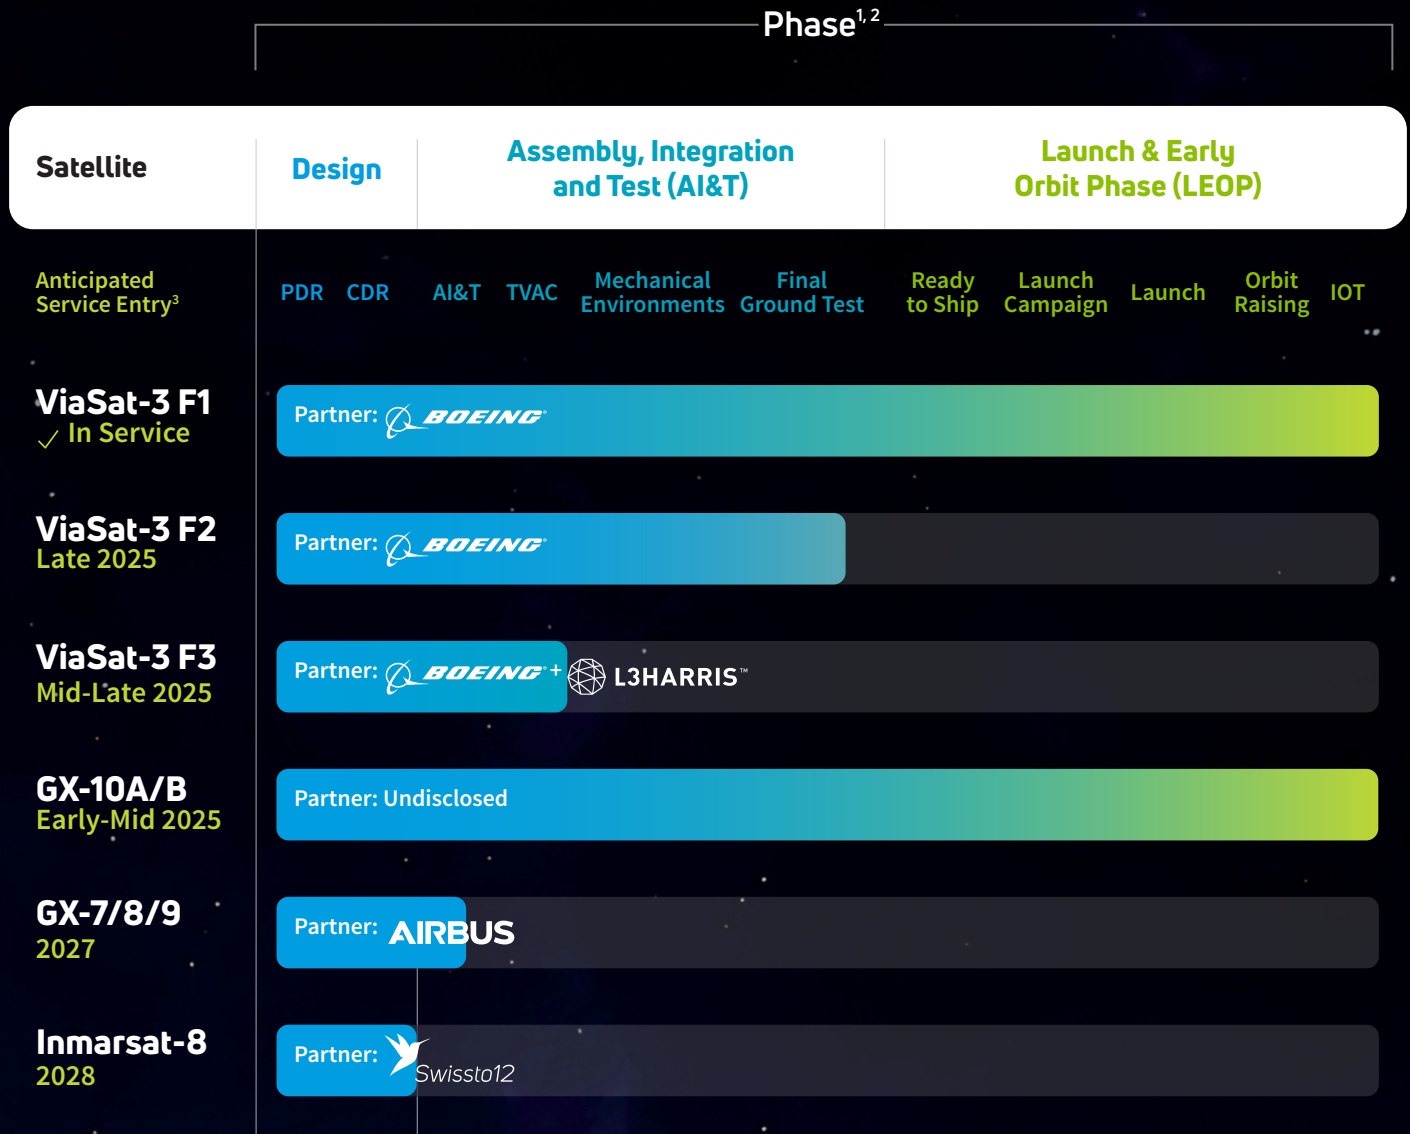 Phase1, 2
Satellite
Design
Assembly, Integration
and Test (AI&T)
Launch & Early
Orbit Phase (LEOP)
Anticipated
Service Entry3
PDR
CDR
AI&T
TVAC
Mechanical
Environments
Final
Ground Test
Ready
to Ship
Launch
Campaign
Launch
Orbit
Raising
IOT
ViaSat-3 F1
✓ In Service
Partner: BOEING®
ViaSat-3 F2
Late 2025
Partner: BOEING®
ViaSat-3 F3
Mid-Late 2025
Partner: BOEING® + L3HARRIS™
GX-10A/B
Early-Mid 2025
Partner: Undisclosed
GX-7/8/9
2027
Partner: AIRBUS
Inmarsat-8
2028
Partner: Swissto12